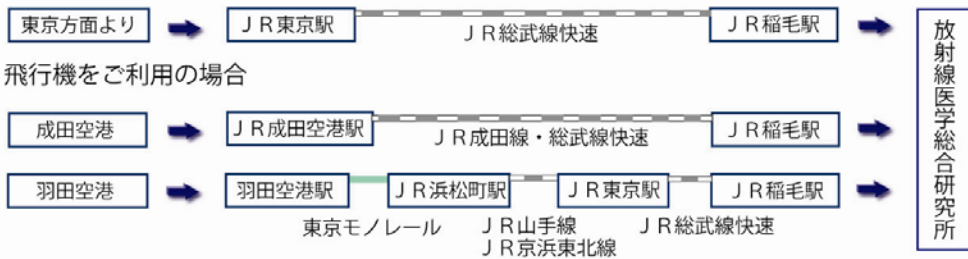 東京方面より
ＪＲ東京駅
ＪＲ総武線快速
ＪＲ稲毛駅
飛行機をご利用の場合
成田空港
ＪＲ成田空港駅
ＪＲ成田線・総武線快速
ＪＲ稲毛駅
羽田空港
羽田空港駅
東京モノレール
ＪＲ浜松町駅
ＪＲ山手線
ＪＲ京浜東北線
ＪＲ東京駅
ＪＲ総武線快速
ＪＲ稲毛駅
放射線医学総合研究所